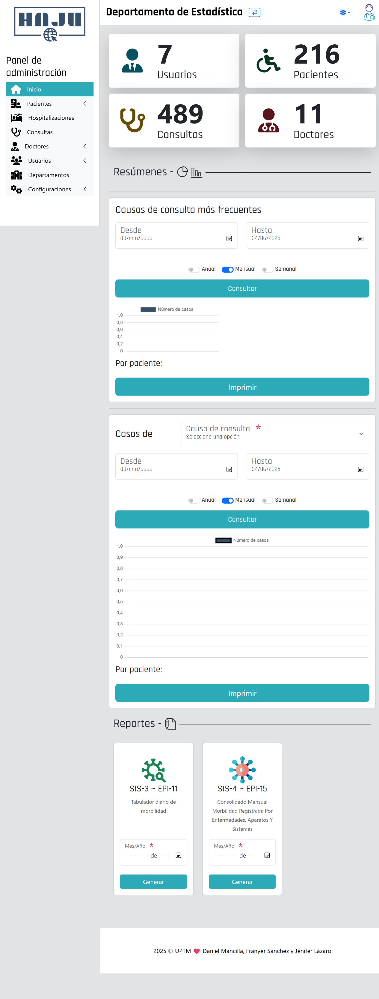 HNJU
Panel de
administración
Inicio
Pacientes
Hospitalizaciones
Consultas
Doctores
Usuarios
Departamentos
Configuraciones
Departamento de Estadística
7
Usuarios
216
Pacientes
489
Consultas
11
Doctores
Resúmenes -
Causas de consulta más frecuentes
Desde
dd/mm/aaaa
Hasta
24/06/2025
Anual Mensual Semanal
Consultar
Número de casos
1,0
0,8
0,6
0,4
0,2
0
Por paciente:
Imprimir
Casos de
Causa de consulta *
Seleccione una opción
Desde
dd/mm/aaaa
Hasta
24/06/2025
Anual Mensual Semanal
Consultar
Número de casos
1,0
0,9
0,8
0,7
0,6
0,5
0,4
0,3
0,2
0,1
0
Por paciente:
Imprimir
Reportes -
SIS-3 ~ EPI-11
Tabulador diario de
morbilidad
Mes/Año *
---------- de ----
Generar
SIS-4 ~ EPI-15
Consolidado Mensual
Morbilidad Registrada Por
Enfermedades, Aparatos Y
Sistemas
Mes/Año *
---------- de ----
Generar
2025 © UPTM ❤ Daniel Mancilla, Franyer Sánchez y Jénifer Lázaro